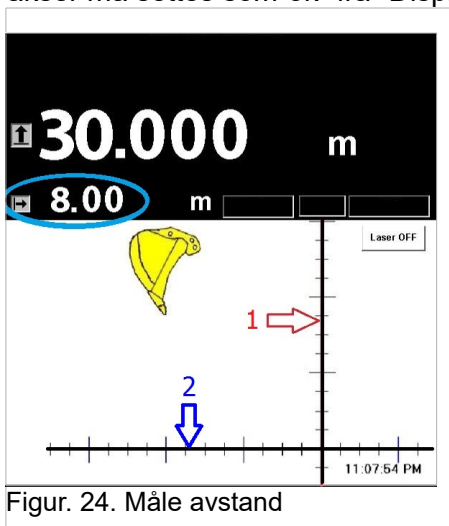 30.000 m
8.00 m
Laser OFF
1
2
11:07:54 PM
Figur. 24. Måle avstand